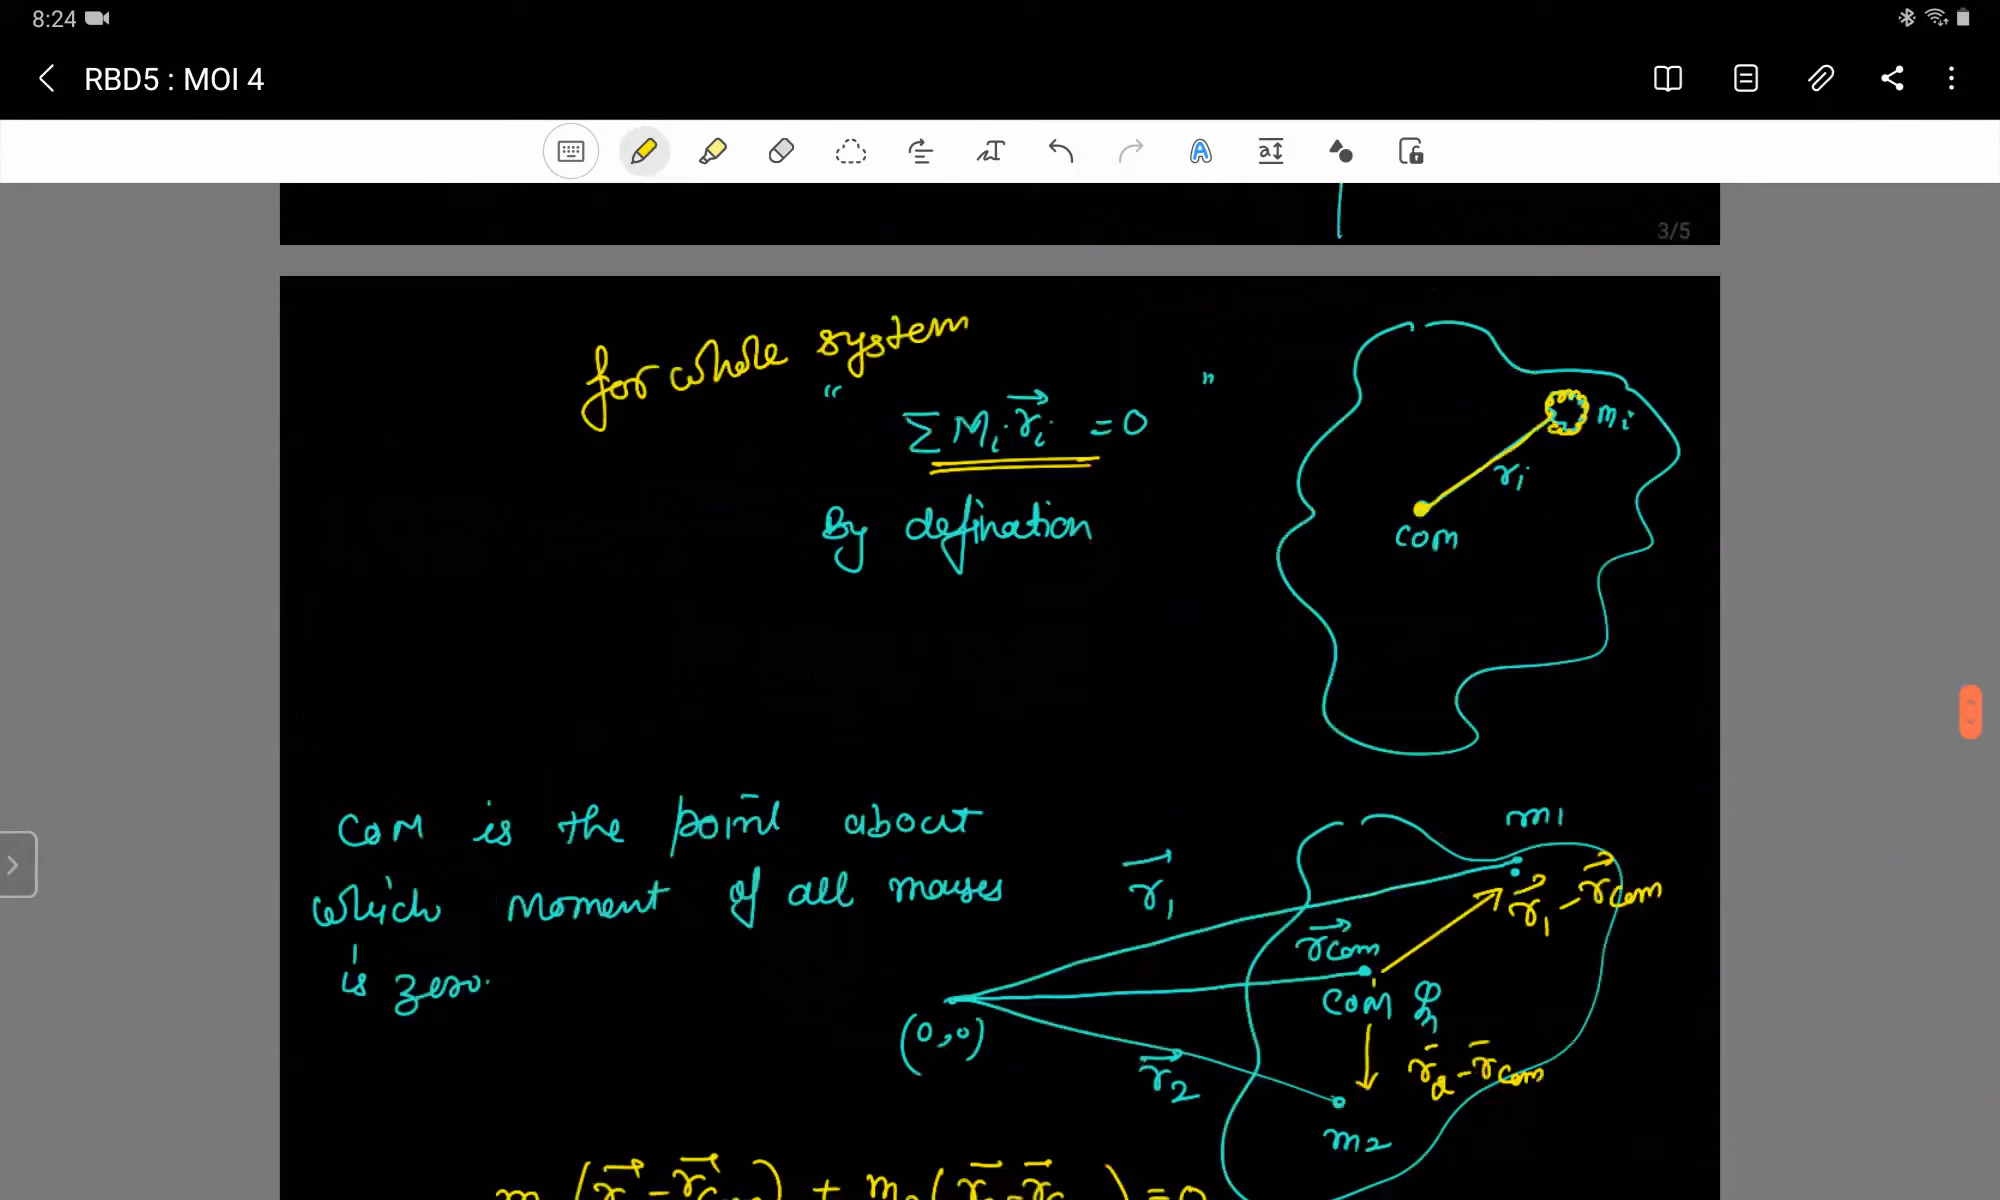 8:24
RBD5 : MOI 4
3/5
for whole system
" Σ Mᵢ·r⃗ᵢ = 0 "
By defination
mᵢ
rᵢ
COM
COM is the point about
which moment of all masses
is zero.
m1
r⃗₁
r⃗₁ - r⃗com
r⃗com
COM
(0,0)
r⃗2
r̄2 - r̄com
m2